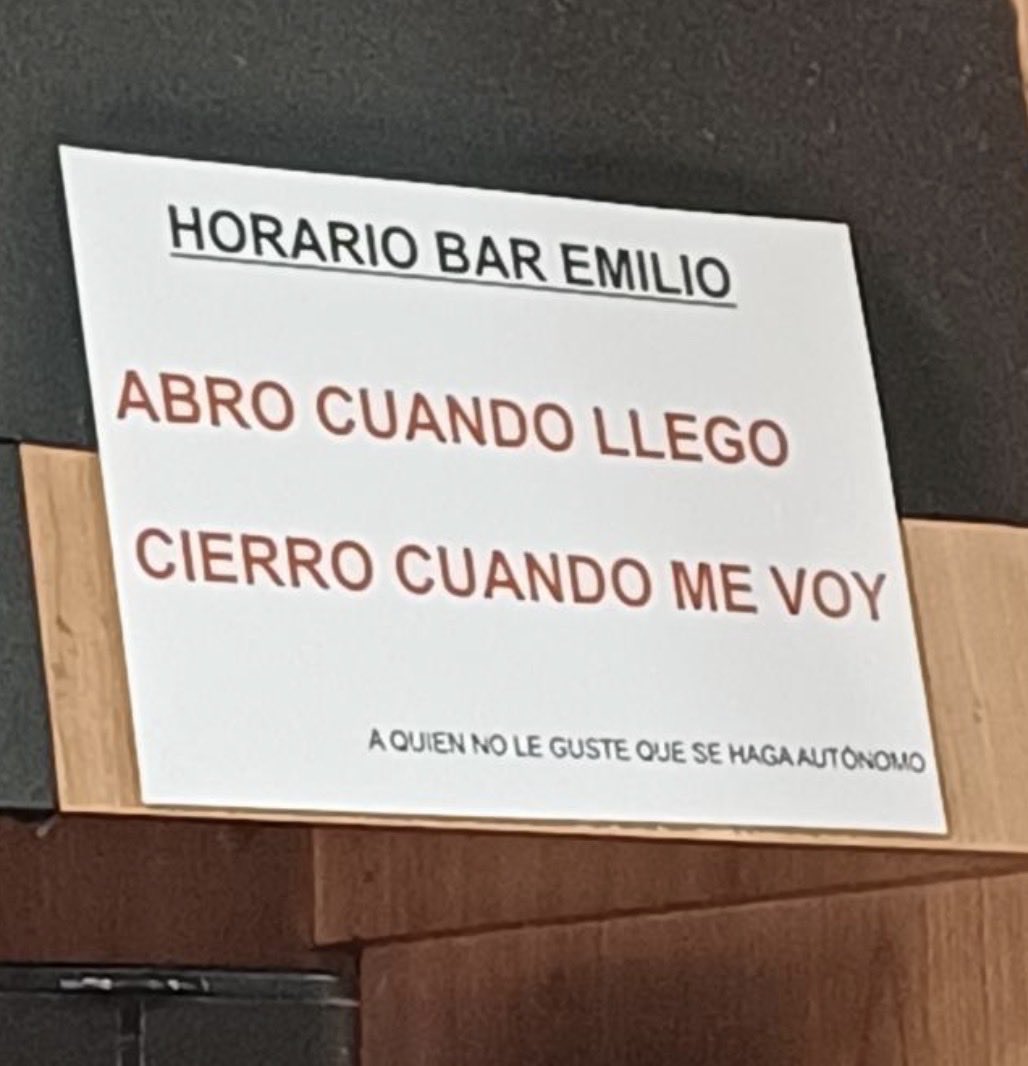 HORARIO BAR EMILIO
ABRO CUANDO LLEGO
CIERRO CUANDO ME VOY
A QUIEN NO LE GUSTE QUE SE HAGA AUTÓNOMO